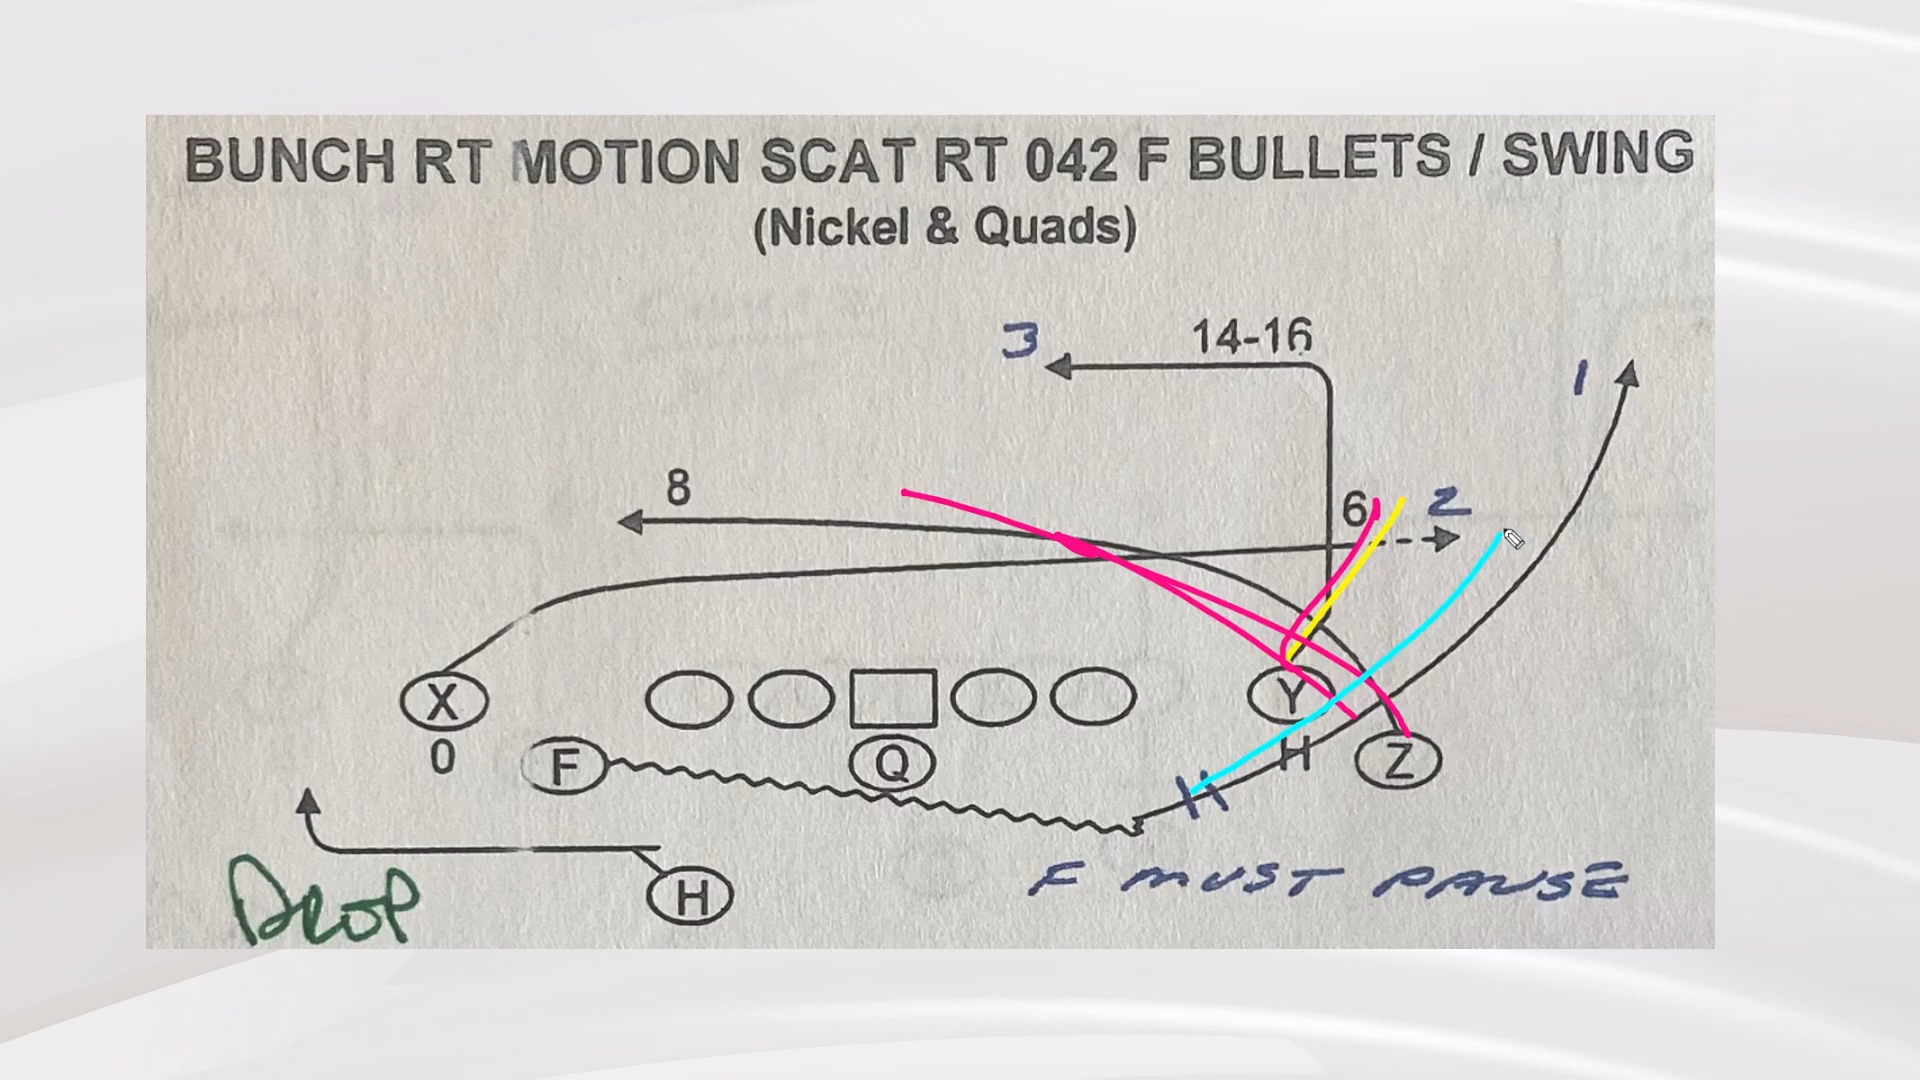 BUNCH RT MOTION SCAT RT 042 F BULLETS / SWING
(Nickel & Quads)
3 14-16 1
8 6 2
X Y
0 F Q H Z
F MUST PAUSE
DROP H